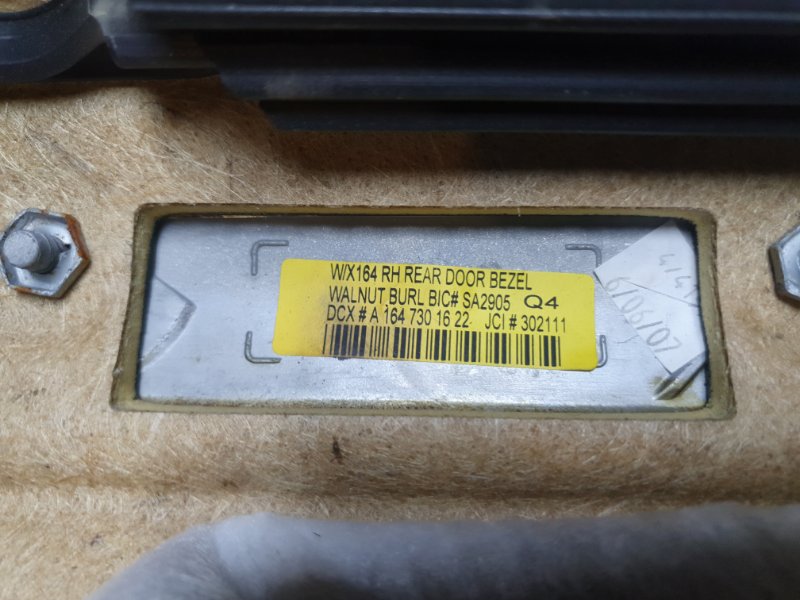 W/X164 RH REAR DOOR BEZEL
WALNUT BURL BIC# SA2905 Q4
DCX # A 164 730 16 22 JCI # 302111
6/06/07